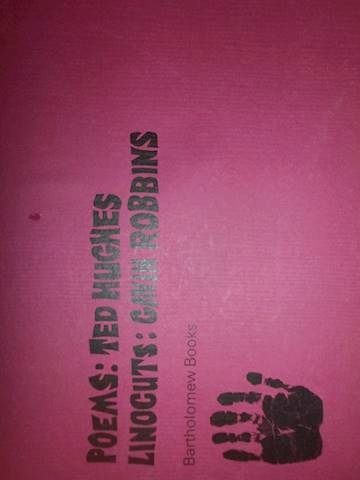 POEMS: TED HUGHES
LINOCUTS: GAVIN ROBBINS
Bartholomew Books